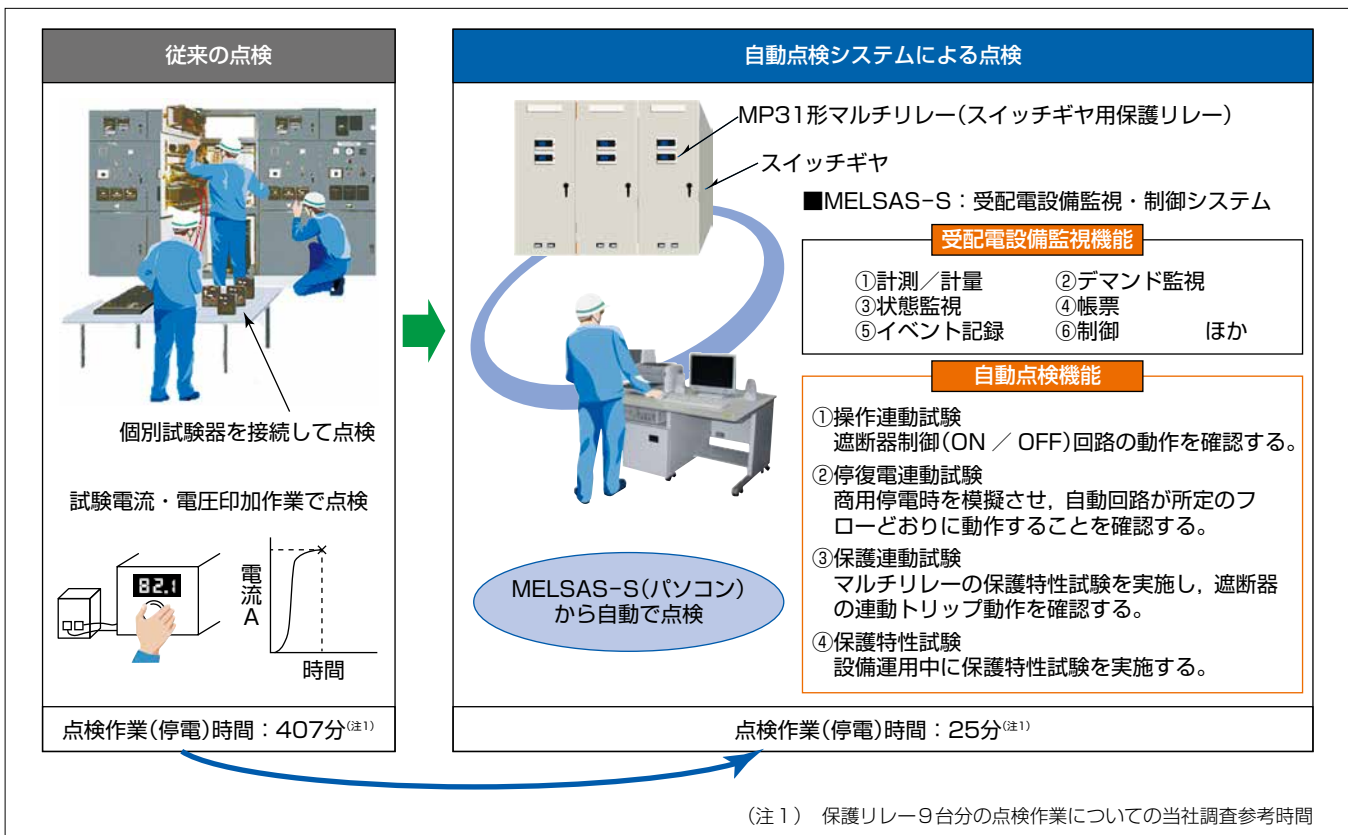 従来の点検
個別試験器を接続して点検
試験電流・電圧印加作業で点検
82.1
電流A
時間
点検作業(停電)時間：407分(注1)
自動点検システムによる点検
MP31形マルチリレー(スイッチギヤ用保護リレー)
スイッチギヤ
■MELSAS-S：受配電設備監視・制御システム
受配電設備監視機能
①計測／計量 ②デマンド監視
③状態監視 ④帳票
⑤イベント記録 ⑥制御 ほか
自動点検機能
①操作連動試験
遮断器制御(ON ／ OFF)回路の動作を確認する。
②停復電連動試験
商用停電時を模擬させ，自動回路が所定のフ
ローどおりに動作することを確認する。
③保護連動試験
マルチリレーの保護特性試験を実施し，遮断器
の連動トリップ動作を確認する。
④保護特性試験
設備運用中に保護特性試験を実施する。
MELSAS-S(パソコン)
から自動で点検
点検作業(停電)時間：25分(注1)
(注1) 保護リレー9台分の点検作業についての当社調査参考時間